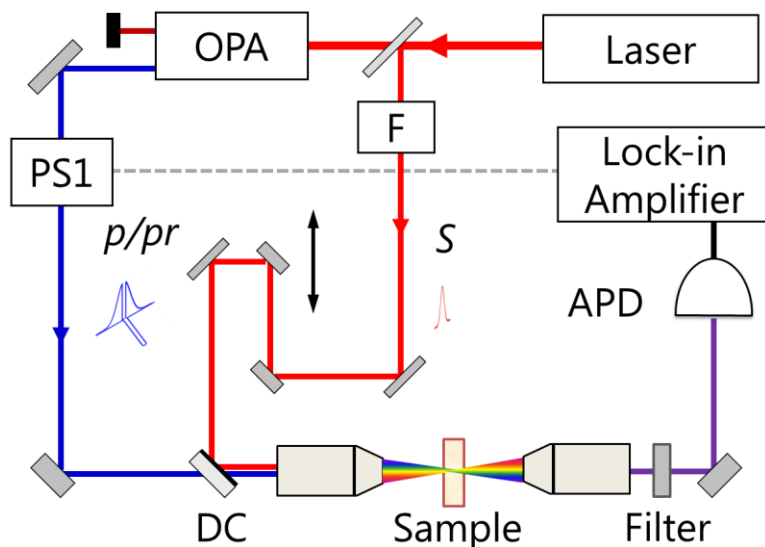 OPA
Laser
F
PS1
Lock-in
Amplifier
p/pr
S
APD
DC
Sample
Filter